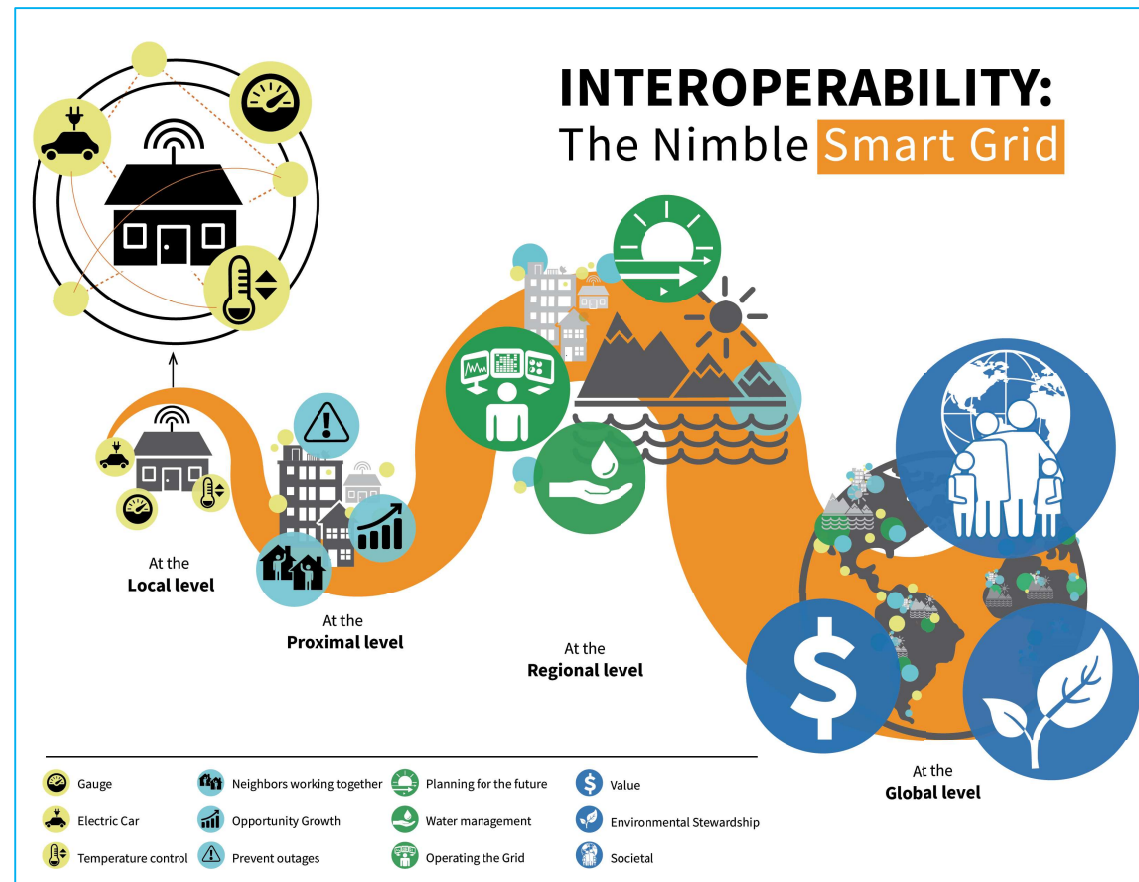 INTEROPERABILITY:
The Nimble Smart Grid
At the
Local level
At the
Proximal level
At the
Regional level
$
At the
Global level
Gauge
Electric Car
Temperature control
Neighbors working together
Opportunity Growth
Prevent outages
Planning for the future
Water management
Operating the Grid
$
Value
Environmental Stewardship
Societal